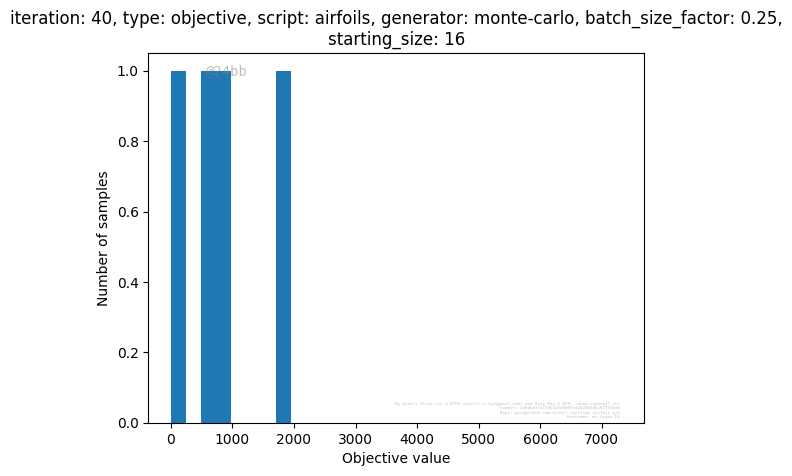 iteration: 40, type: objective, script: airfoils, generator: monte-carlo, batch_size_factor: 0.25,
starting_size: 16
@24bb
1.0
0.8
0.6
0.4
0.2
0.0
Number of samples
0 1000 2000 3000 4000 5000 6000 7000
Objective value